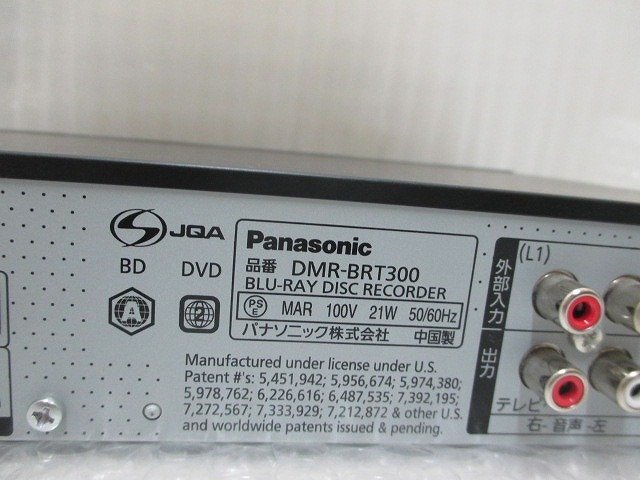 JQA
BD DVD
A 2
Panasonic
品番 DMR-BRT300
BLU-RAY DISC RECORDER
PS E MAR 100V 21W 50/60Hz
パナソニック株式会社 中国製
Manufactured under license under U.S.
Patent #'s: 5,451,942; 5,956,674; 5,974,380;
5,978,762; 6,226,616; 6,487,535; 7,392,195;
7,272,567; 7,333,929; 7,212,872 & other U.S.
and worldwide patents issued & pending.
(L1)
外部入力
出力
テレビ
右- 音声 -左